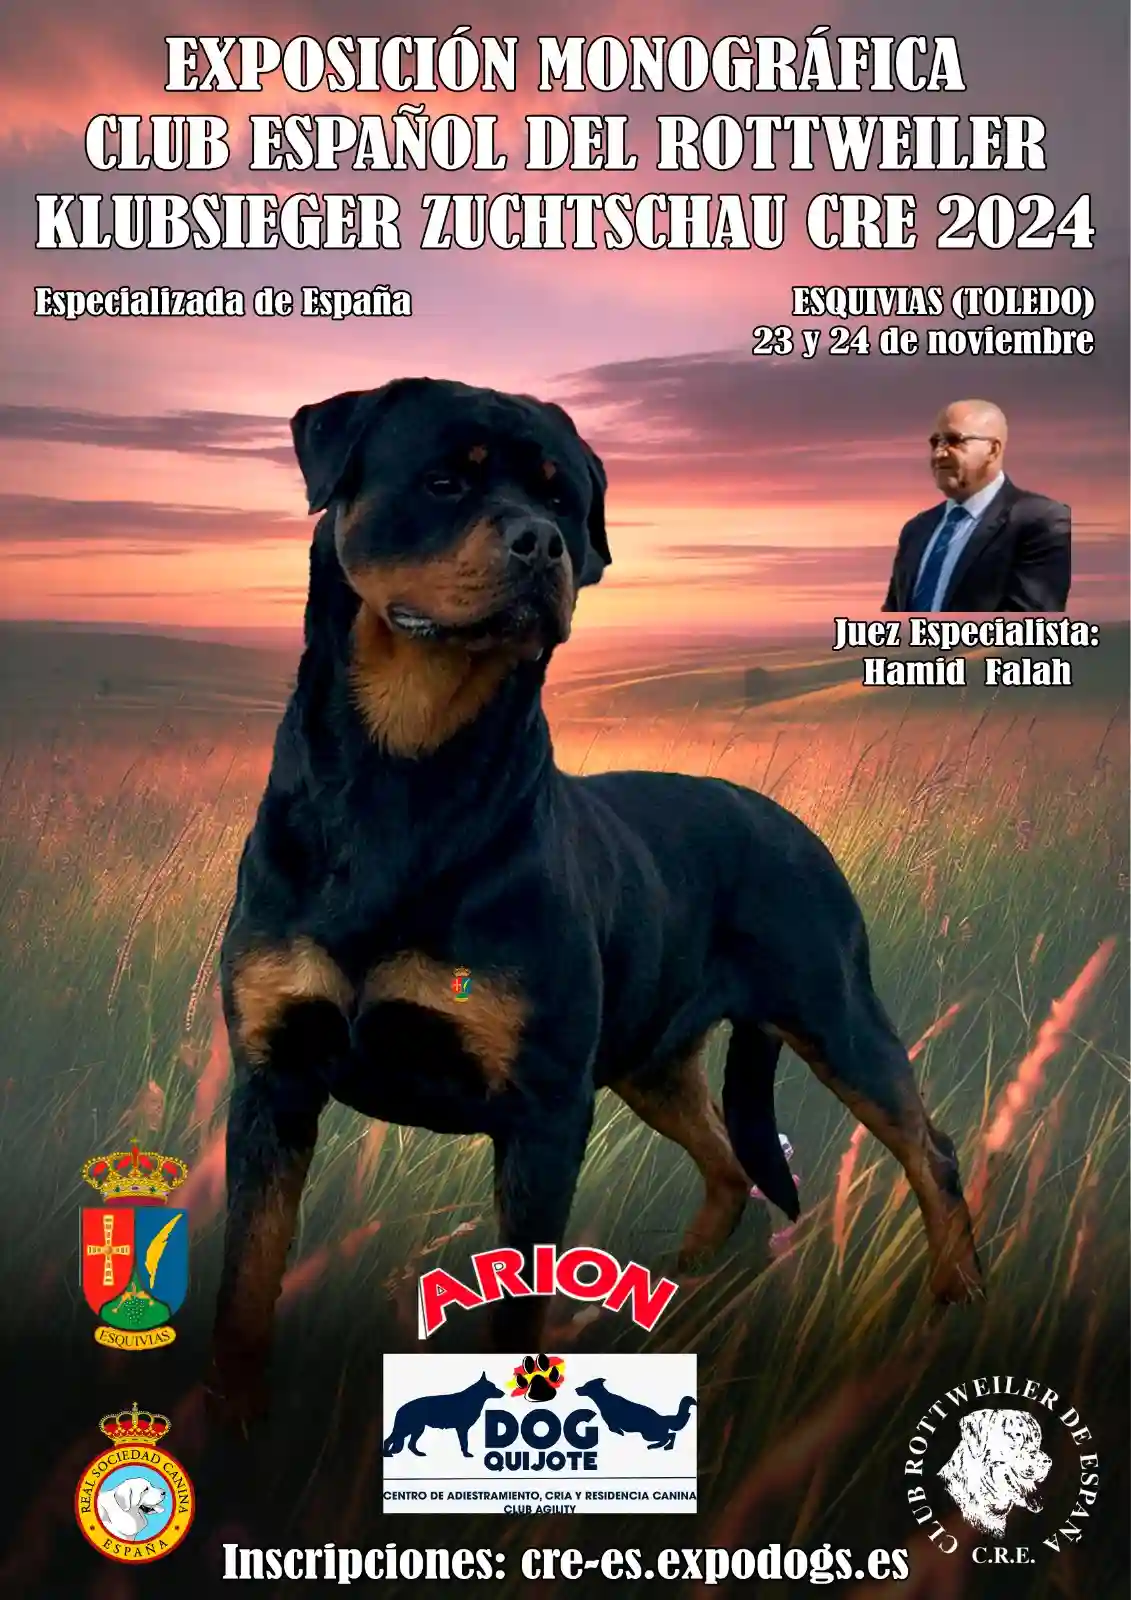 EXPOSICIÓN MONOGRÁFICA
CLUB ESPAÑOL DEL ROTTWEILER
KLUBSIEGER ZUCHTSCHAU CRE 2024
Especializada de España
ESQUIVIAS (TOLEDO)
23 y 24 de noviembre
Juez Especialista:
Hamid Falah
ESQUIVIAS
ARION
DOG
QUIJOTE
CENTRO DE ADIESTRAMIENTO, CRIA Y RESIDENCIA CANINA
CLUB AGILITY
REAL SOCIEDAD CANINA
ESPAÑA
CLUB ROTTWEILER DE ESPAÑA
C.R.E.
Inscripciones: cre-es.expodogs.es